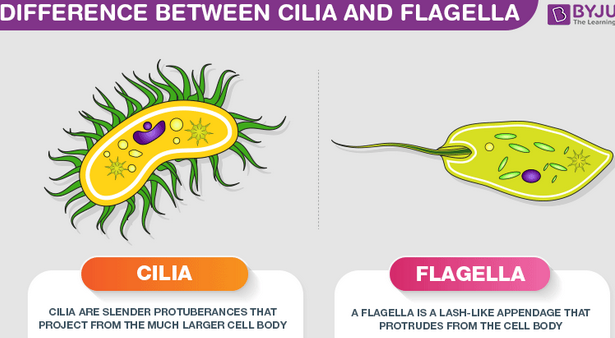 DIFFERENCE BETWEEN CILIA AND FLAGELLA
BYJU
The Learning
CILIA
CILIA ARE SLENDER PROTUBERANCES THAT
PROJECT FROM THE MUCH LARGER CELL BODY
FLAGELLA
A FLAGELLA IS A LASH-LIKE APPENDAGE THAT
PROTRUDES FROM THE CELL BODY